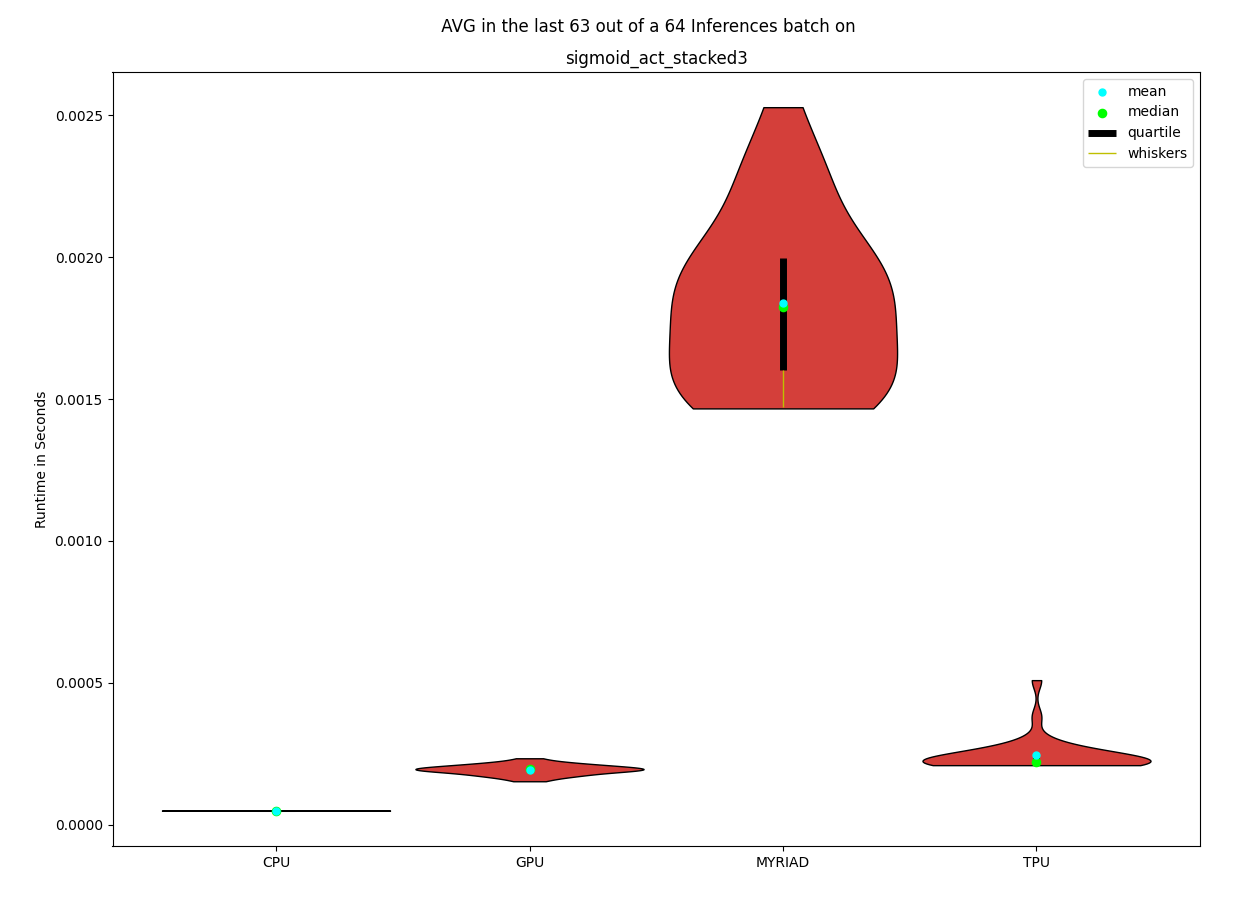 AVG in the last 63 out of a 64 Inferences batch on
sigmoid_act_stacked3
mean
median
quartile
whiskers
Runtime in Seconds
0.0025
0.0020
0.0015
0.0010
0.0005
0.0000
CPU
GPU
MYRIAD
TPU